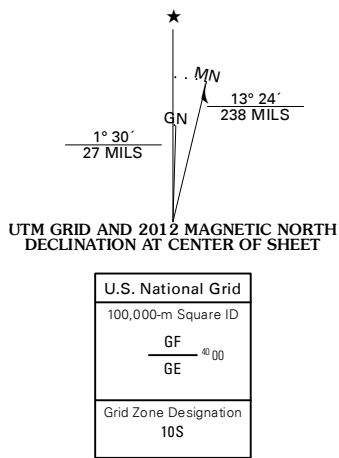 ★
MN
GN
13° 24´
238 MILS
1° 30´
27 MILS
UTM GRID AND 2012 MAGNETIC NORTH
DECLINATION AT CENTER OF SHEET
U.S. National Grid
100,000-m Square ID
GF
40 00
GE
Grid Zone Designation
10S